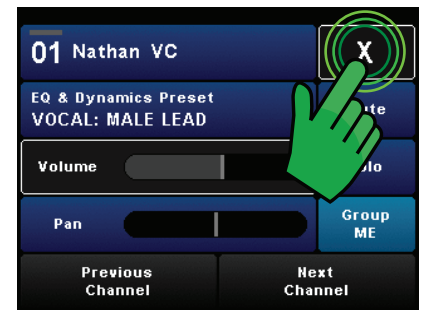 01 Nathan VC
X
EQ & Dynamics Preset
VOCAL: MALE LEAD
Volume
Pan
Group
ME
Previous
Channel
Next
Channel